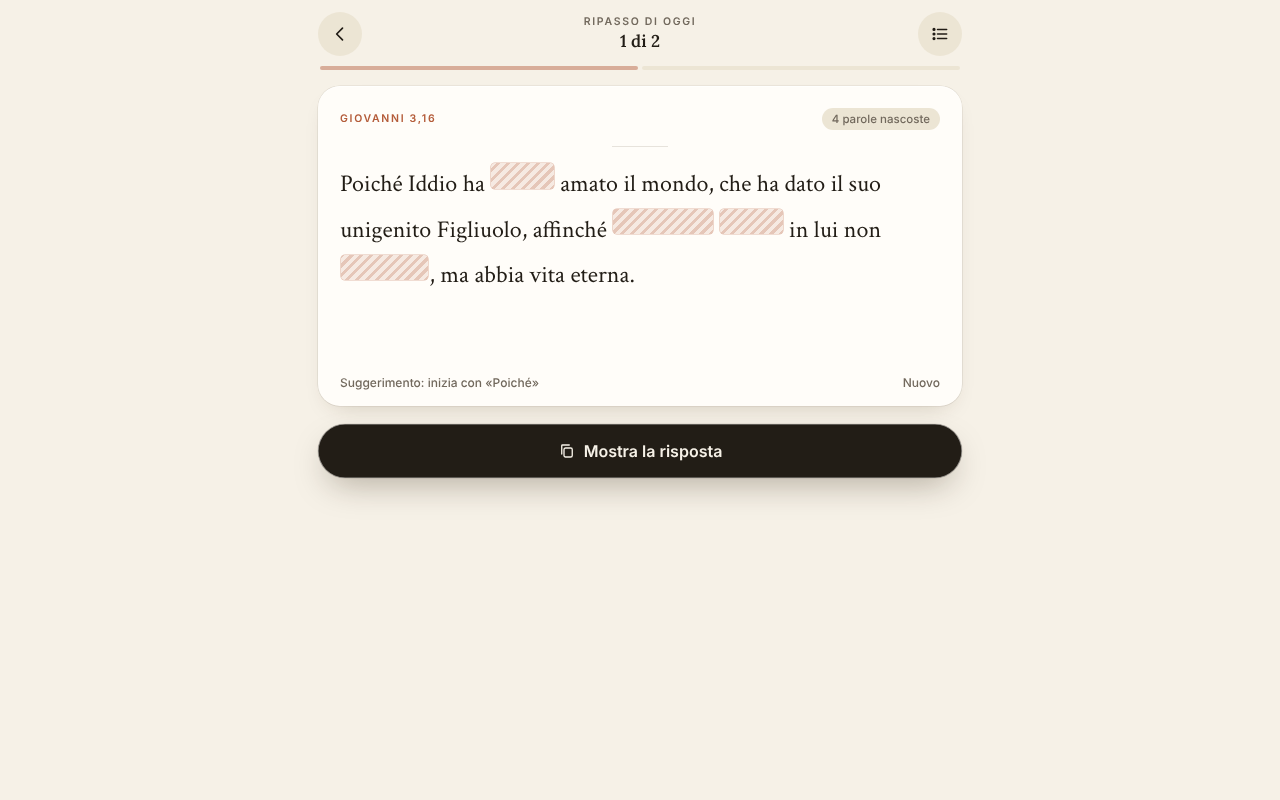 RIPASSO DI OGGI
1 di 2
GIOVANNI 3,16
4 parole nascoste
Poiché Iddio ha amato il mondo, che ha dato il suo
unigenito Figliuolo, affinché in lui non
, ma abbia vita eterna.
Suggerimento: inizia con «Poiché»
Nuovo
Mostra la risposta